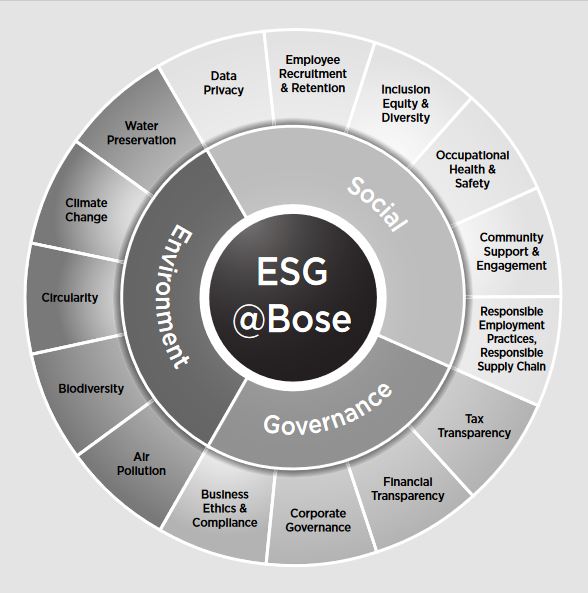 ESG
@Bose
Social
Governance
Environment
Data
Privacy
Employee
Recruitment
& Retention
Inclusion
Equity &
Diversity
Occupational
Health &
Safety
Community
Support &
Engagement
Responsible
Employment
Practices,
Responsible
Supply Chain
Tax
Transparency
Financial
Transparency
Corporate
Governance
Business
Ethics &
Compliance
Air
Pollution
Biodiversity
Circularity
Climate
Change
Water
Preservation